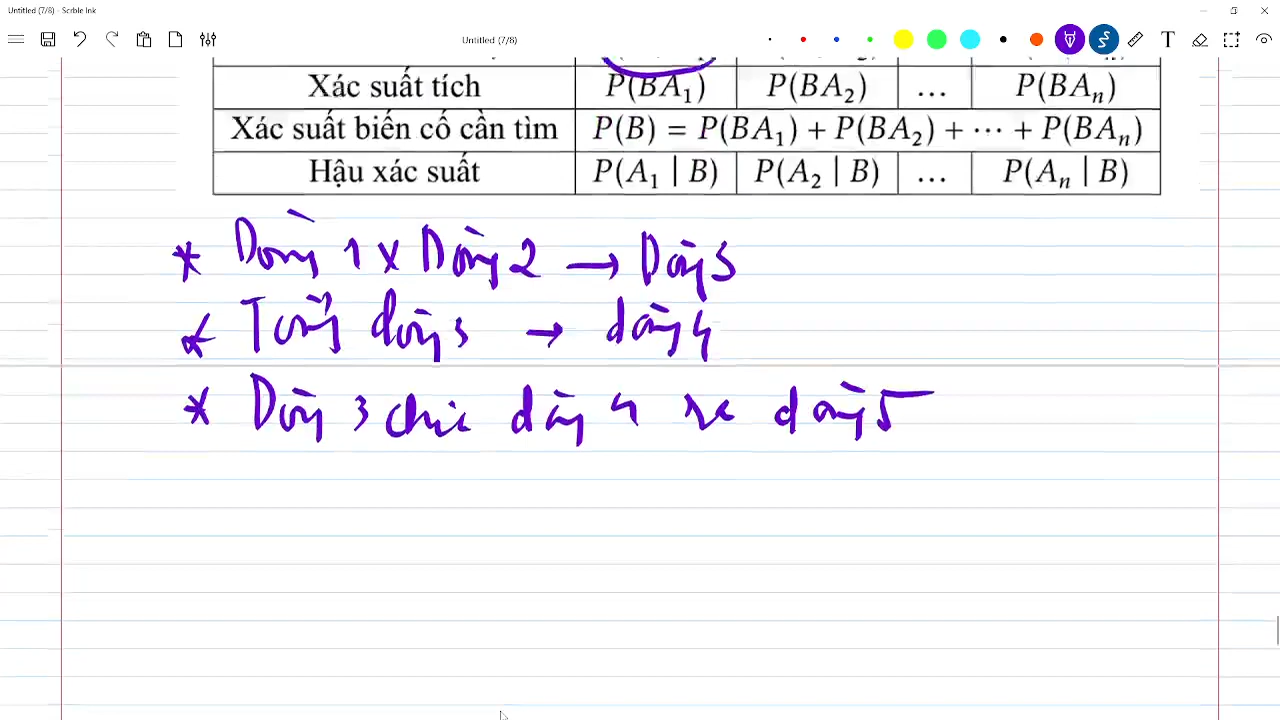 Untitled (7/8) - Scrble Ink
Untitled (7/8)
Xác suất tích P(BA₁) P(BA₂) … P(BAₙ)
Xác suất biến cố cần tìm P(B) = P(BA₁) + P(BA₂) + ⋯ + P(BAₙ)
Hậu xác suất P(A₁ | B) P(A₂ | B) … P(Aₙ | B)
* Dòng 1 x Dòng 2 → Dòng 3
* Tổng dòng 3 → dòng 4
* Dòng 3 chia dòng 4 ra dòng 5